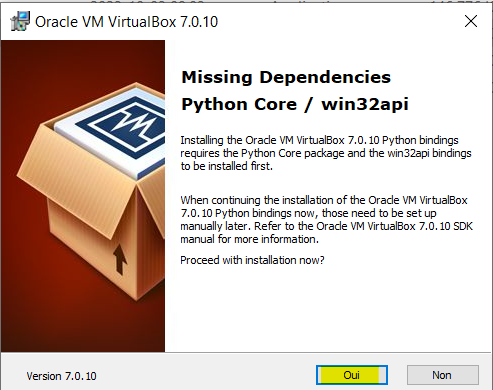 Oracle VM VirtualBox 7.0.10
Missing Dependencies
Python Core / win32api
Installing the Oracle VM VirtualBox 7.0.10 Python bindings
requires the Python Core package and the win32api bindings
to be installed first.
When continuing the installation of the Oracle VM VirtualBox
7.0.10 Python bindings now, those need to be set up
manually later. Refer to the Oracle VM VirtualBox 7.0.10 SDK
manual for more information.
Proceed with installation now?
Version 7.0.10
Oui
Non